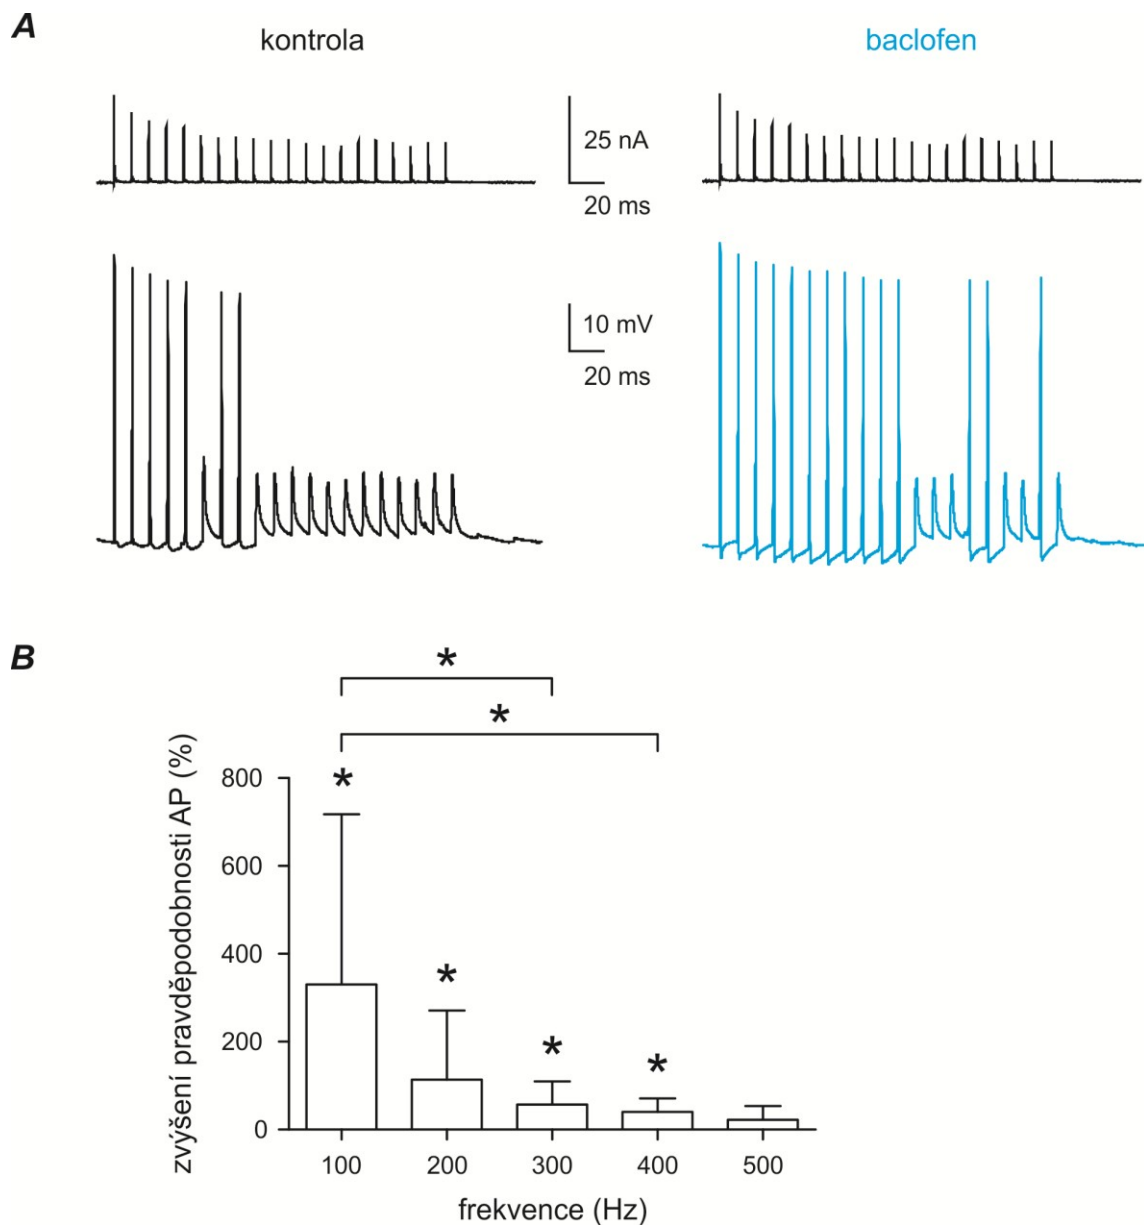 A
kontrola
baclofen
25 nA
20 ms
10 mV
20 ms
B
*
*
zvýšení pravděpodobnosti AP (%)
800
600
400
200
0
*
*
*
*
100
200
300
400
500
frekvence (Hz)